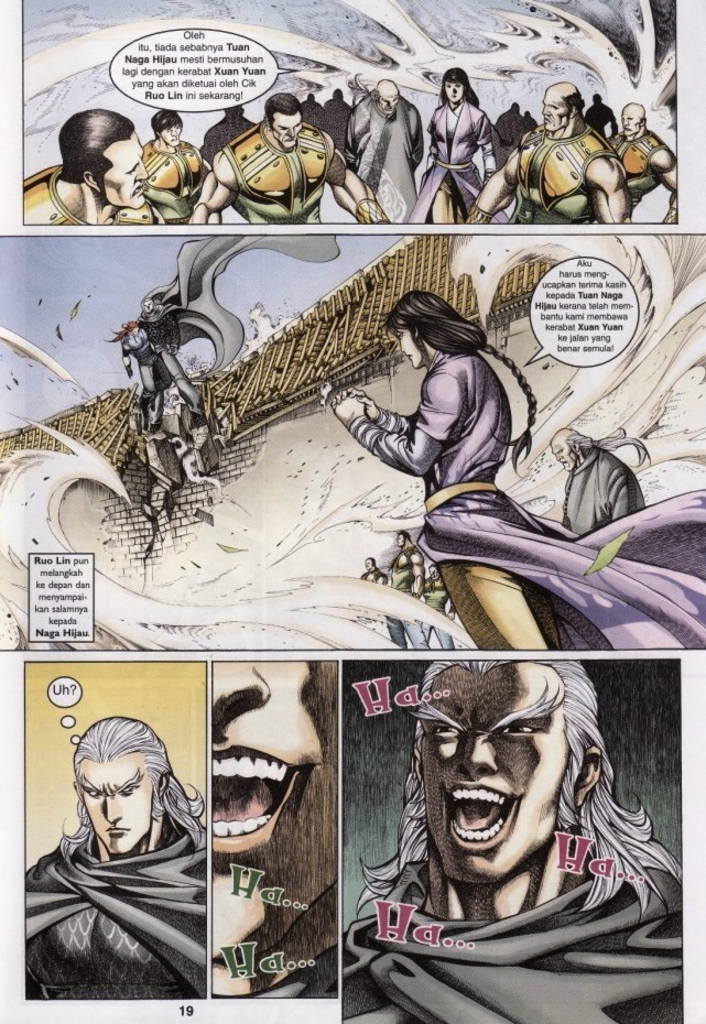 Oleh
itu, tiada sebabnya Tuan
Naga Hijau mesti bermusuhan
lagi dengan kerabat Xuan Yuan
yang akan diketuai oleh Cik
Ruo Lin ini sekarang!
Aku
harus meng-
ucapkan terima kasih
kepada Tuan Naga
Hijau kerana telah mem-
bantu kami membawa
kerabat Xuan Yuan
ke jalan yang
benar semula!
Ruo Lin pun
melangkah
ke depan dan
menyampai-
kan salamnya
kepada
Naga Hijau.
Uh?
Ha...
Ha...
Ha...
Ha...
Ha...
19